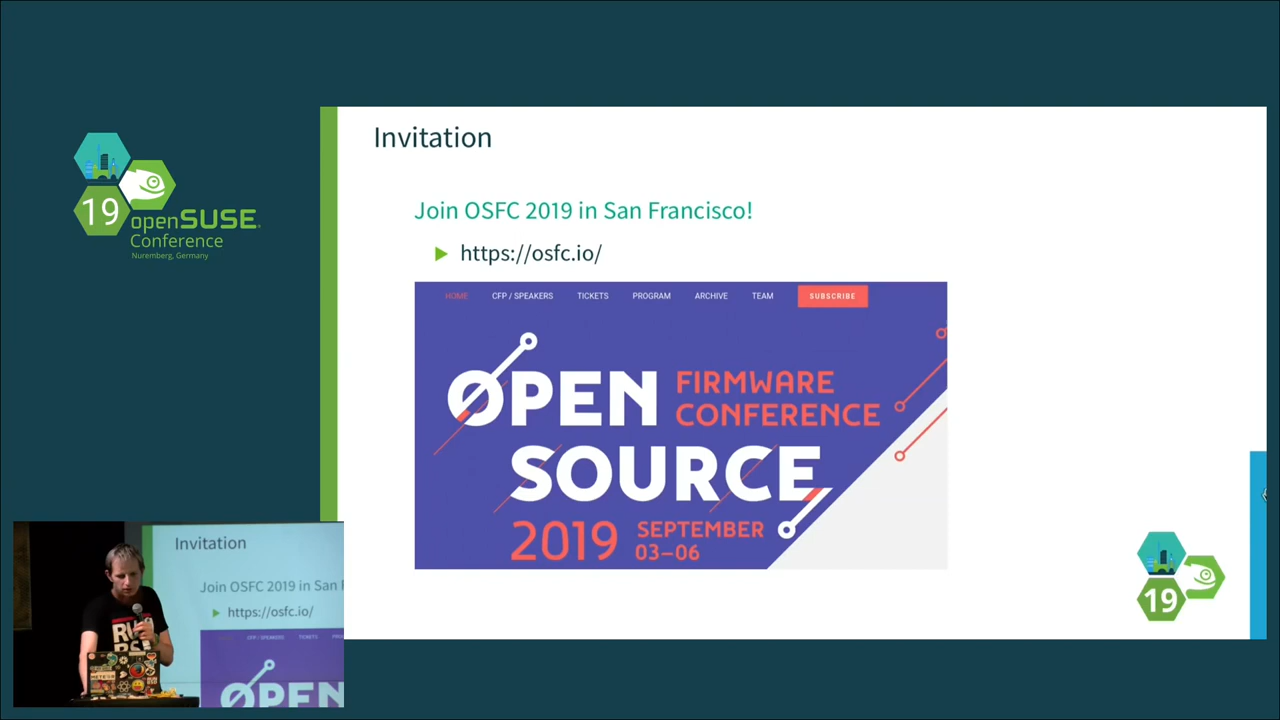 Invitation
Join OSFC 2019 in San Francisco!
https://osfc.io/
HOME CFP / SPEAKERS TICKETS PROGRAM ARCHIVE TEAM SUBSCRIBE
OPEN FIRMWARE
CONFERENCE
SOURCE
2019 SEPTEMBER
03–06
19
openSUSE
Conference
Nuremberg, Germany
19
Invitation
Join OSFC 2019 in San
https://osfc.io/
OPEN